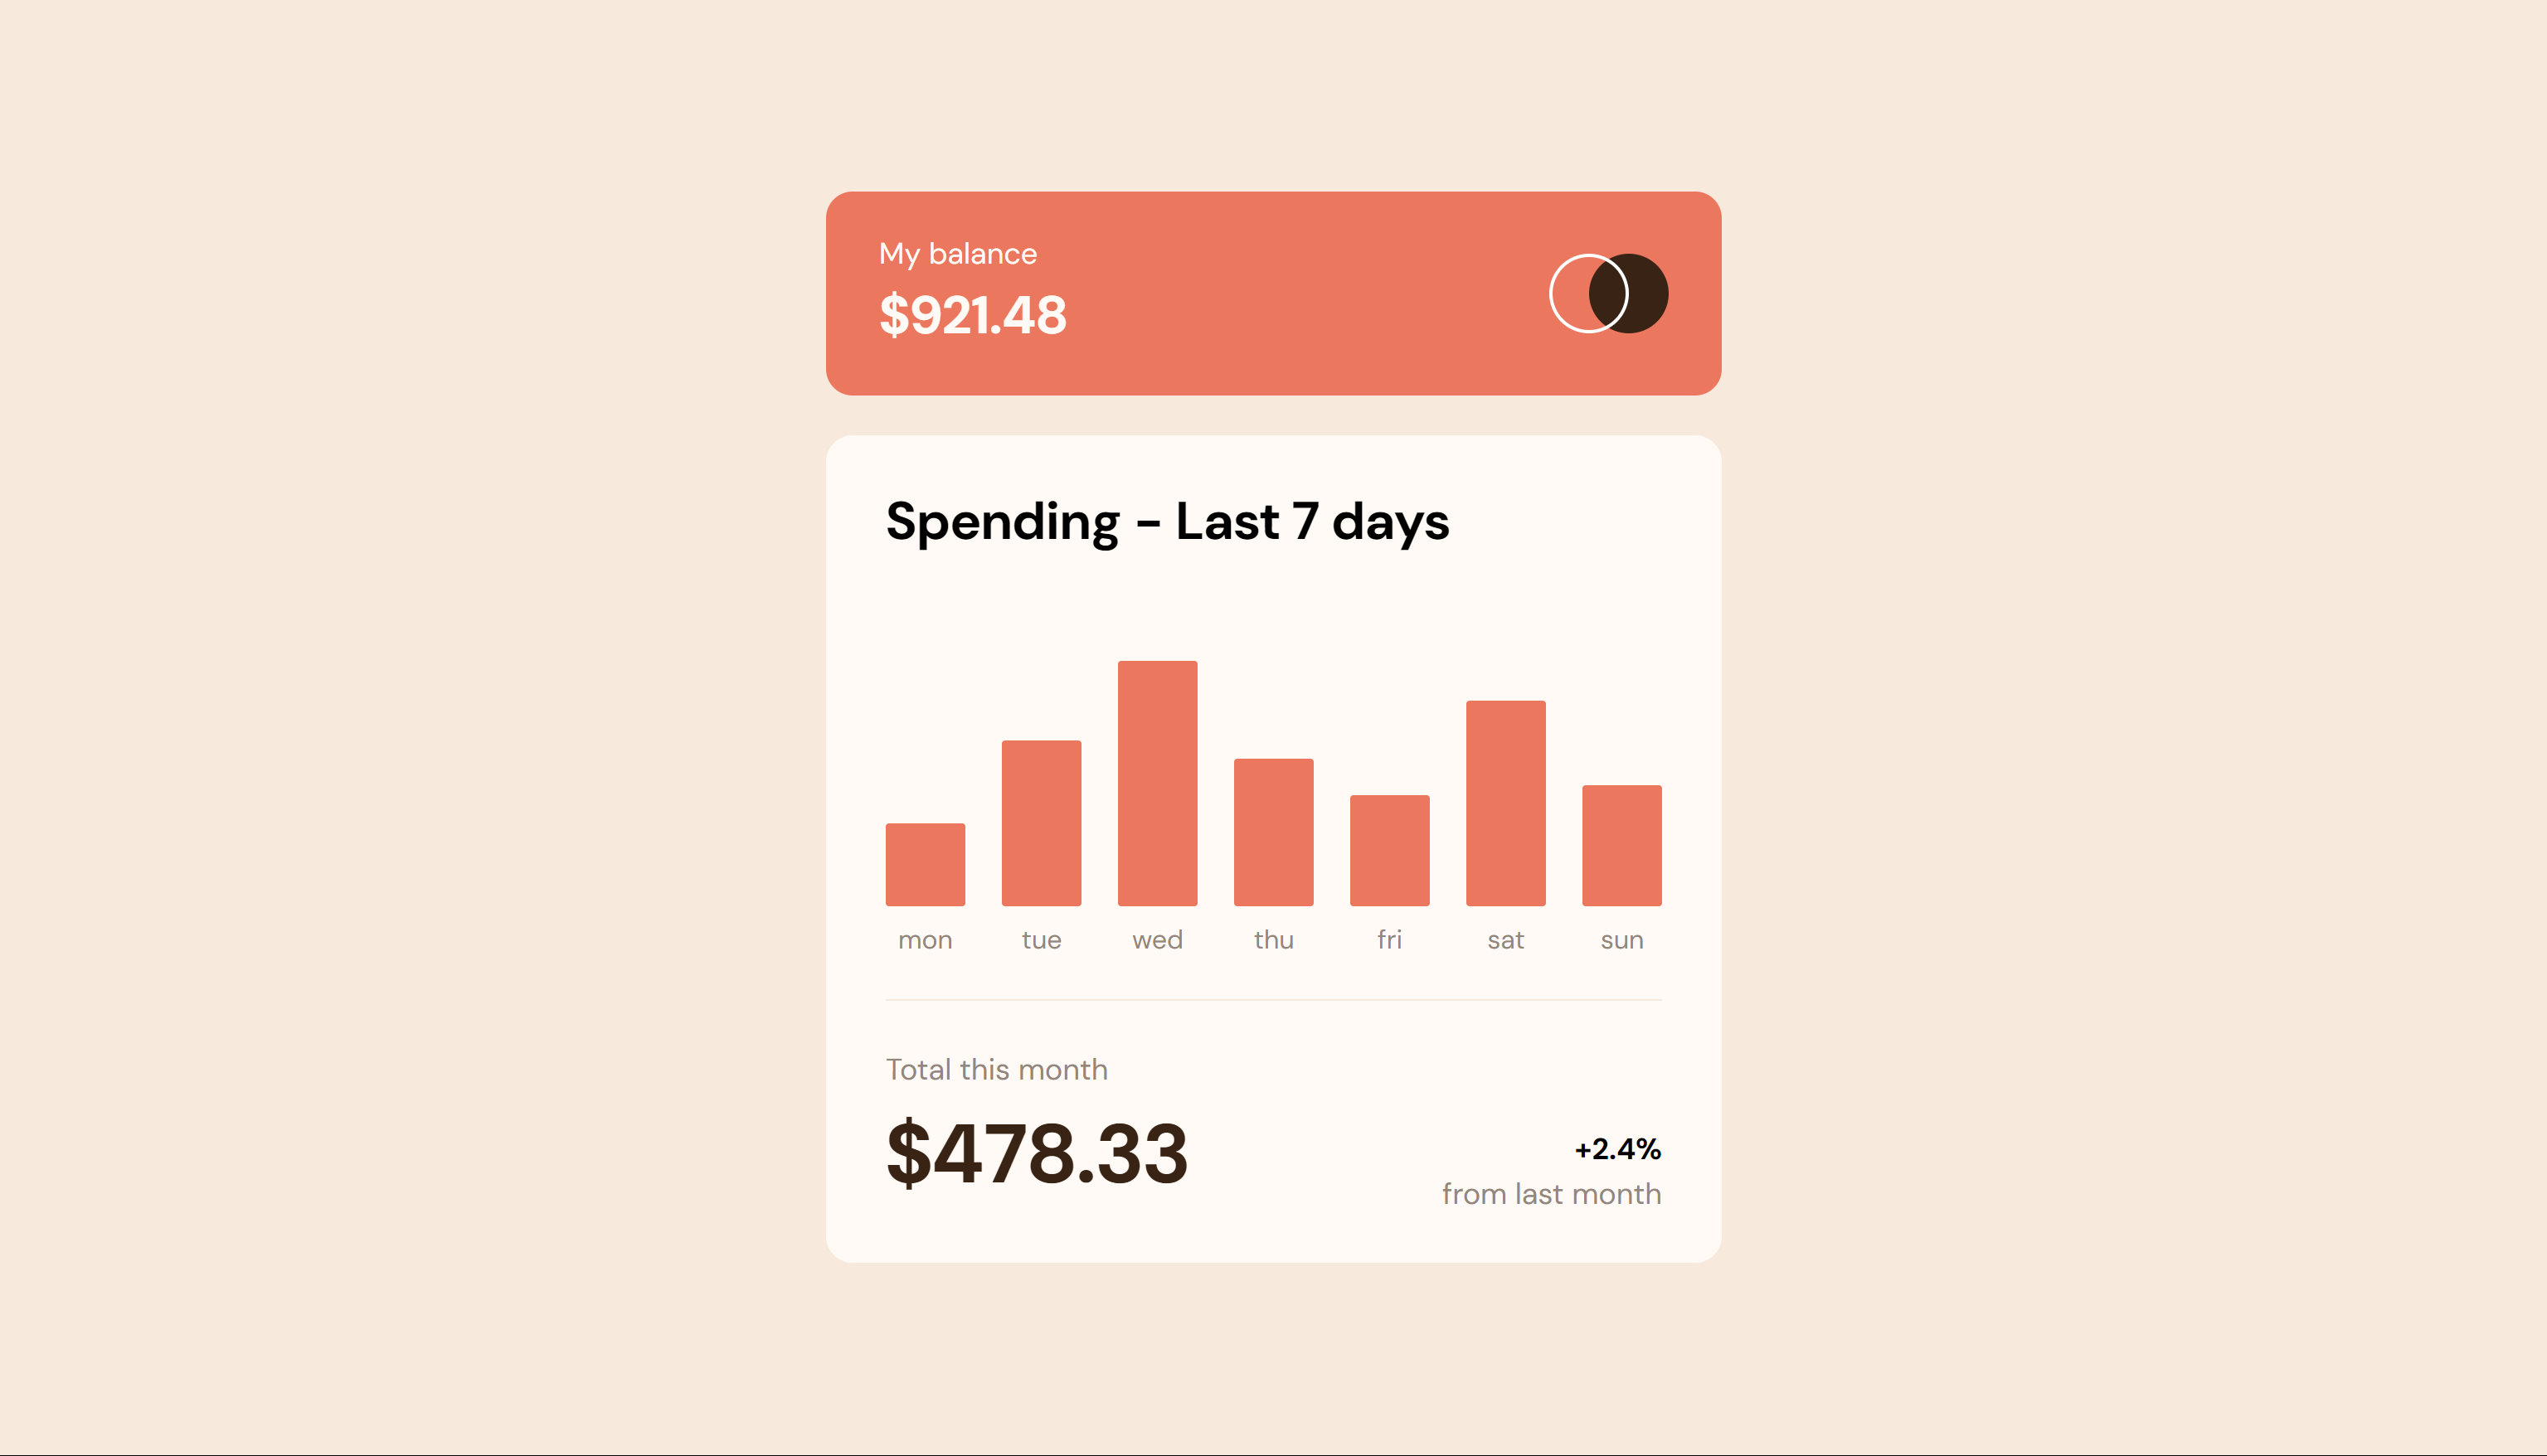 My balance
$921.48
Spending - Last 7 days
mon tue wed thu fri sat sun
Total this month
$478.33
+2.4%
from last month